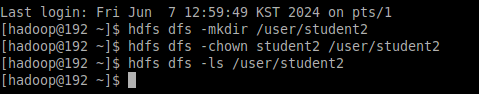 Last login: Fri Jun  7 12:59:49 KST 2024 on pts/1
[hadoop@192 ~]$ hdfs dfs -mkdir /user/student2
[hadoop@192 ~]$ hdfs dfs -chown student2 /user/student2
[hadoop@192 ~]$ hdfs dfs -ls /user/student2
[hadoop@192 ~]$